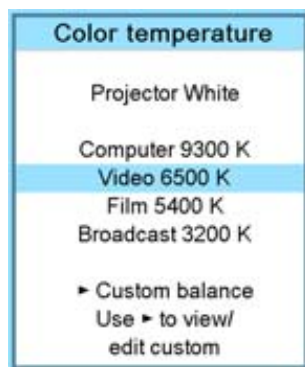 Color temperature
Projector White
Computer 9300 K
Video 6500 K
Film 5400 K
Broadcast 3200 K
► Custom balance
Use ► to view/
edit custom